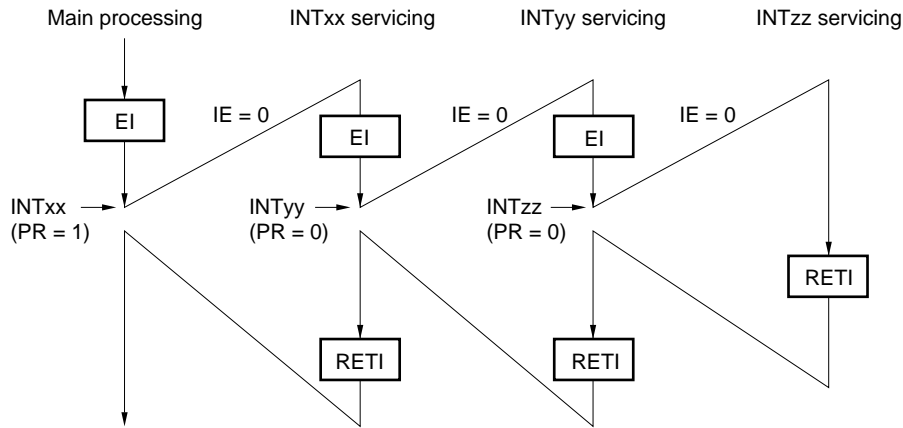 Main processing
INTxx servicing
INTyy servicing
INTzz servicing
EI
IE = 0
EI
IE = 0
EI
IE = 0
INTxx
(PR = 1)
INTyy
(PR = 0)
INTzz
(PR = 0)
RETI
RETI
RETI